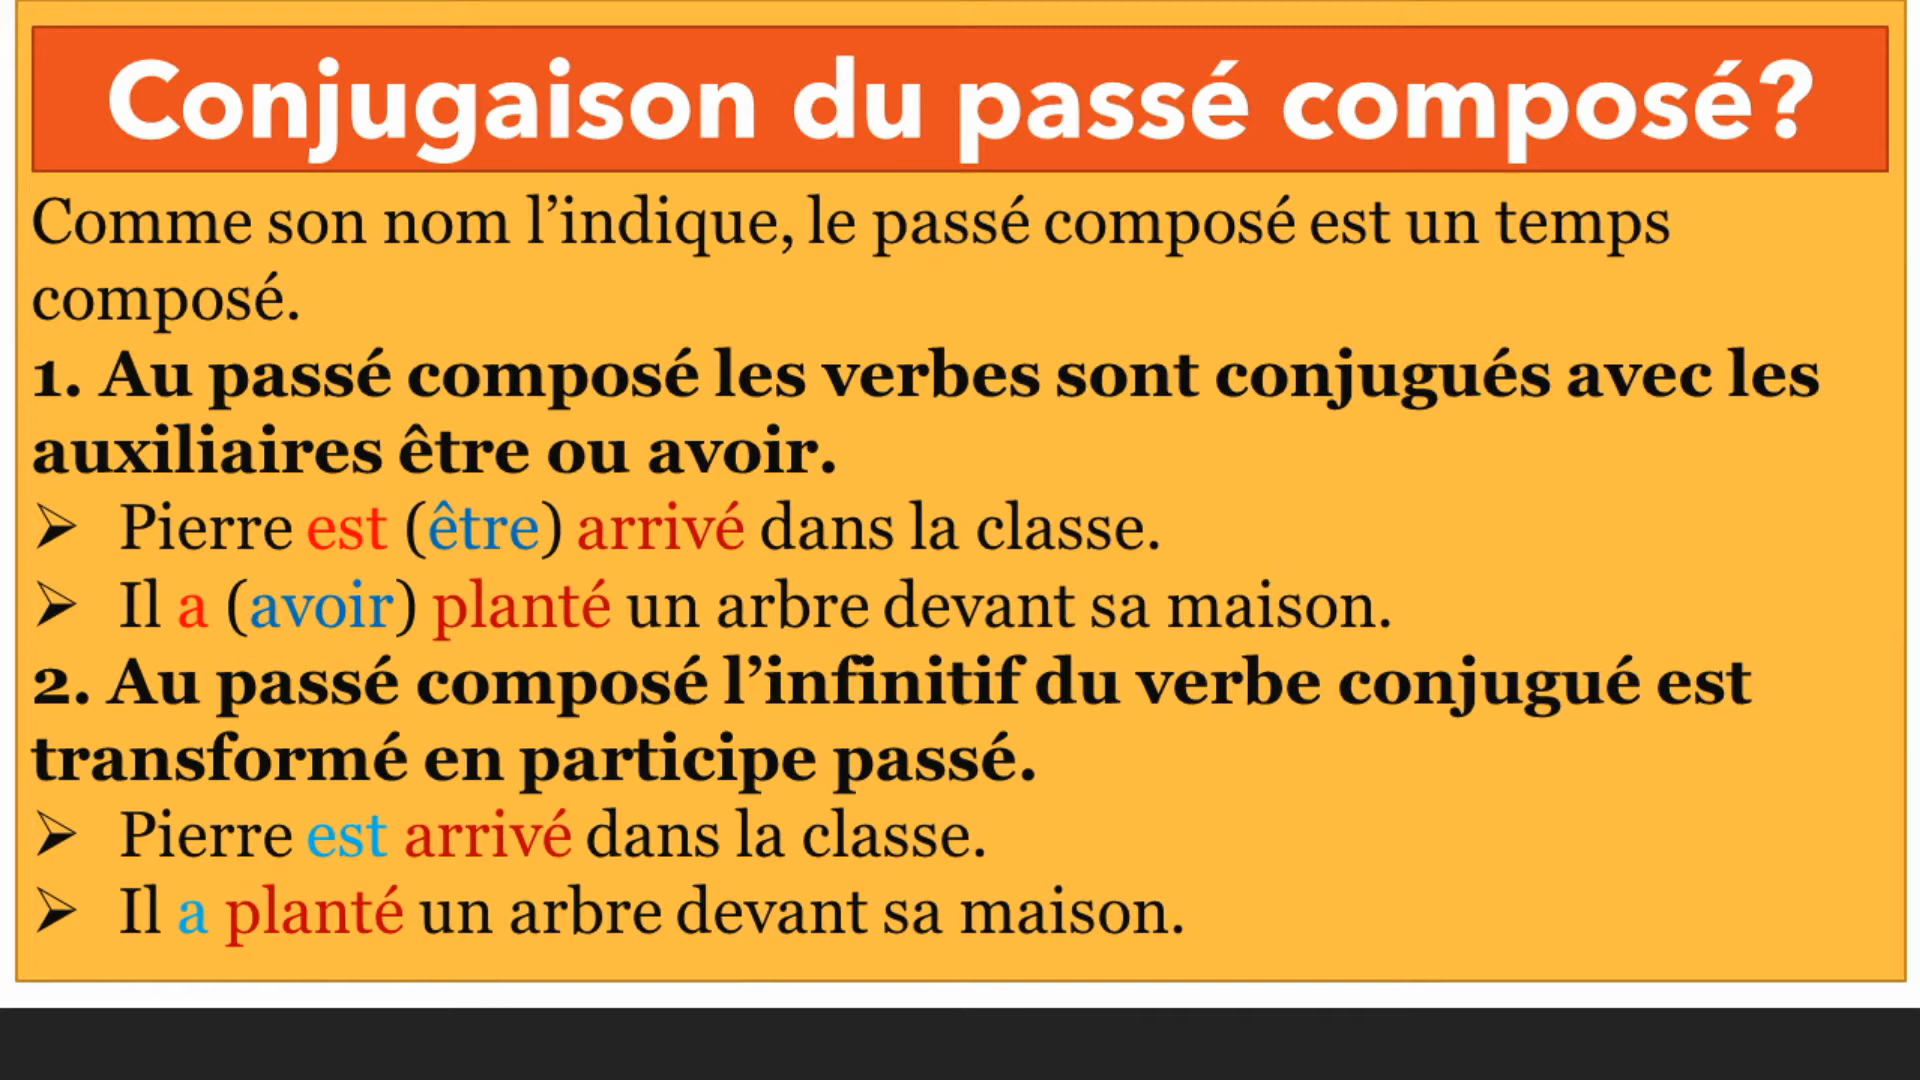 Conjugaison du passé composé?
Comme son nom l’indique, le passé composé est un temps
composé.
1. Au passé composé les verbes sont conjugués avec les
auxiliaires être ou avoir.
➢ Pierre est (être) arrivé dans la classe.
➢ Il a (avoir) planté un arbre devant sa maison.
2. Au passé composé l’infinitif du verbe conjugué est
transformé en participe passé.
➢ Pierre est arrivé dans la classe.
➢ Il a planté un arbre devant sa maison.